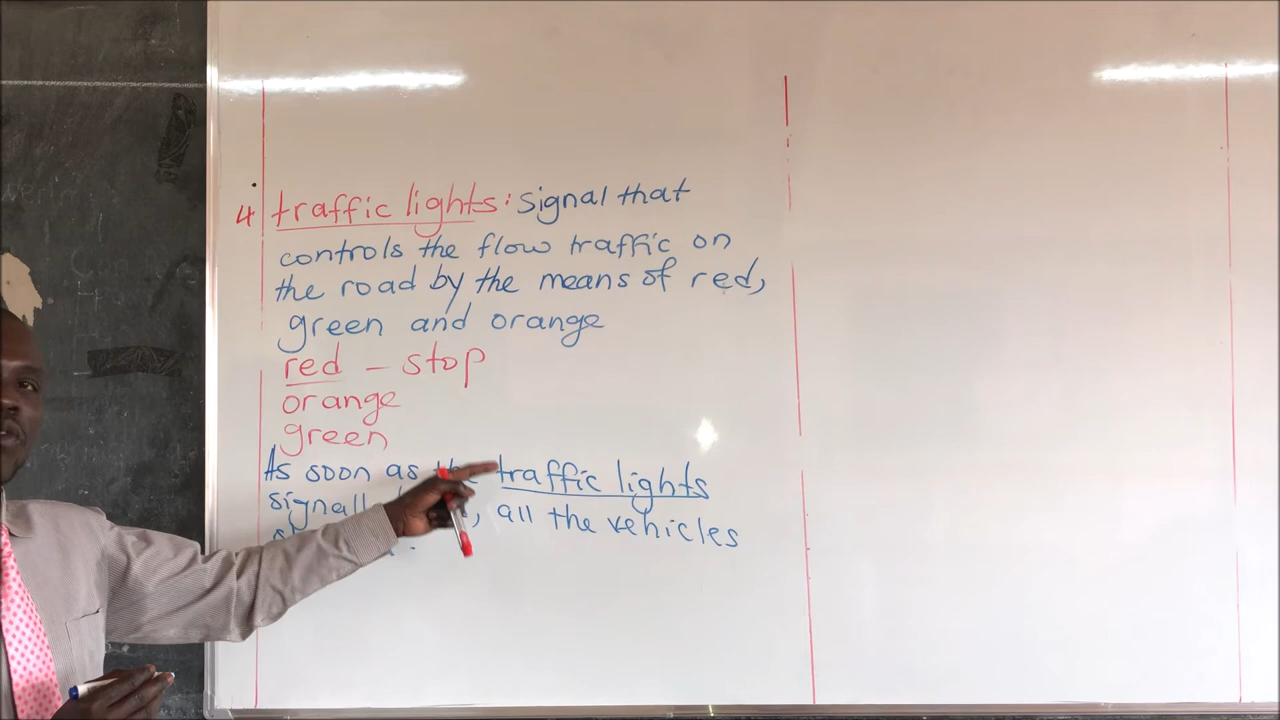 4 traffic lights: signal that
controls the flow traffic on
the road by the means of red,
green and orange
red - stop
orange
green
As soon as the traffic lights
all the vehicles